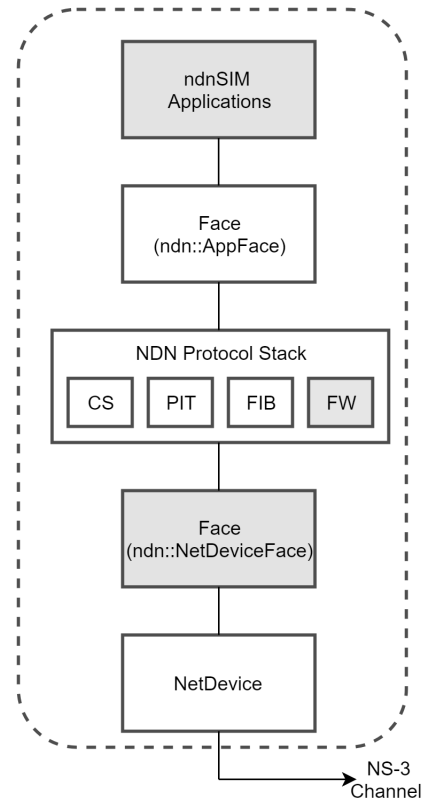 ndnSIM
Applications
Face
(ndn::AppFace)
NDN Protocol Stack
CS PIT FIB FW
Face
(ndn::NetDeviceFace)
NetDevice
NS-3
Channel